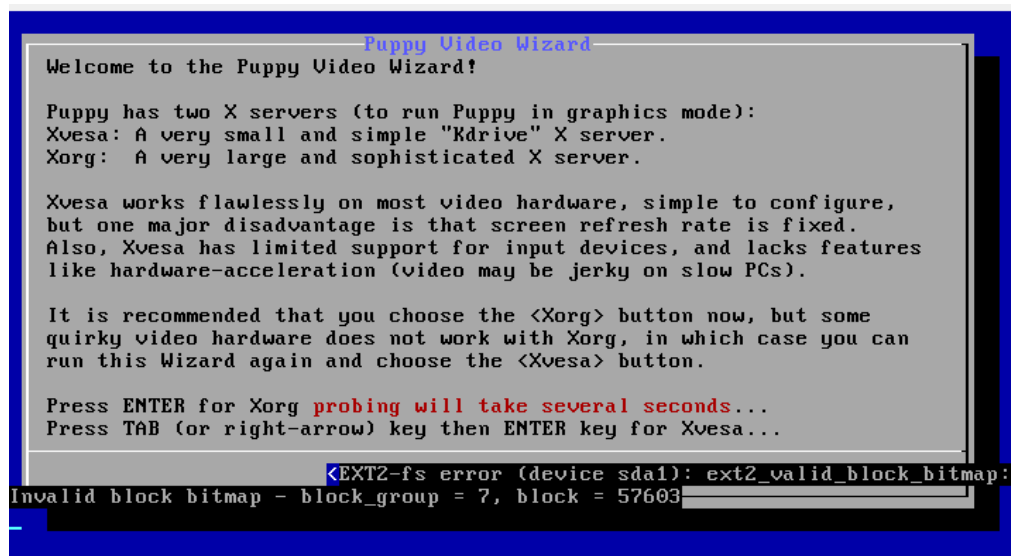 Puppy Video Wizard
Welcome to the Puppy Video Wizard!
Puppy has two X servers (to run Puppy in graphics mode):
Xvesa: A very small and simple "Kdrive" X server.
Xorg:  A very large and sophisticated X server.
Xvesa works flawlessly on most video hardware, simple to configure,
but one major disadvantage is that screen refresh rate is fixed.
Also, Xvesa has limited support for input devices, and lacks features
like hardware-acceleration (video may be jerky on slow PCs).
It is recommended that you choose the <Xorg> button now, but some
quirky video hardware does not work with Xorg, in which case you can
run this Wizard again and choose the <Xvesa> button.
Press ENTER for Xorg probing will take several seconds...
Press TAB (or right-arrow) key then ENTER key for Xvesa...
<EXT2-fs error (device sda1): ext2_valid_block_bitmap:
Invalid block bitmap - block_group = 7, block = 57603